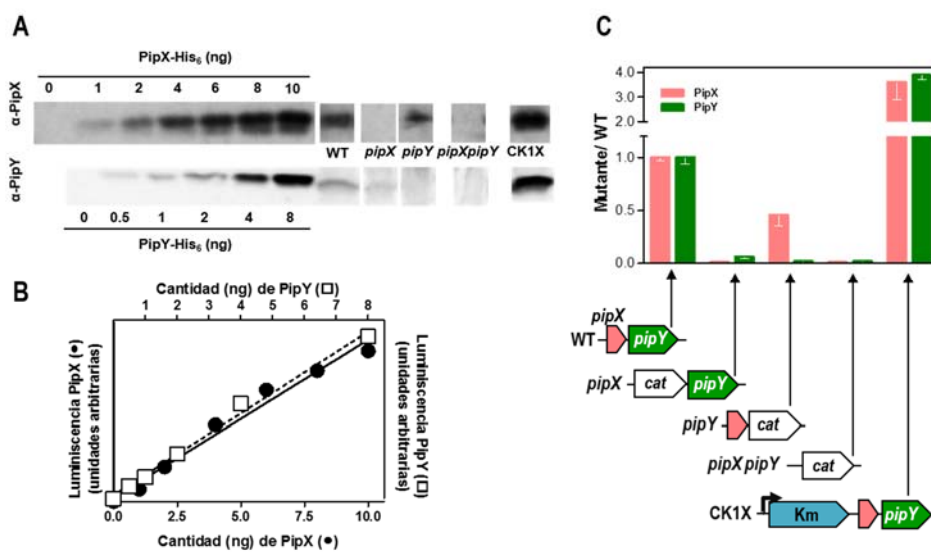 A
PipX-His6 (ng)
0 1 2 4 6 8 10
α-PipX
WT pipX pipY pipXpipY CK1X
α-PipY
0 0.5 1 2 4 8
PipY-His6 (ng)
B
Cantidad (ng) de PipY (□)
1 2 3 4 5 6 7 8
Luminiscencia PipX (●)
(unidades arbitrarias)
Luminiscencia PipY (□)
(unidades arbitrarias)
0.0 2.5 5.0 7.5 10.0
Cantidad (ng) de PipX (●)
C
Mutante/ WT
4.0
3.0
2.0
1.0
0.5
0.0
PipX
PipY
pipX
WT pipY
pipX cat pipY
pipY cat
pipX pipY cat
CK1X Km pipY